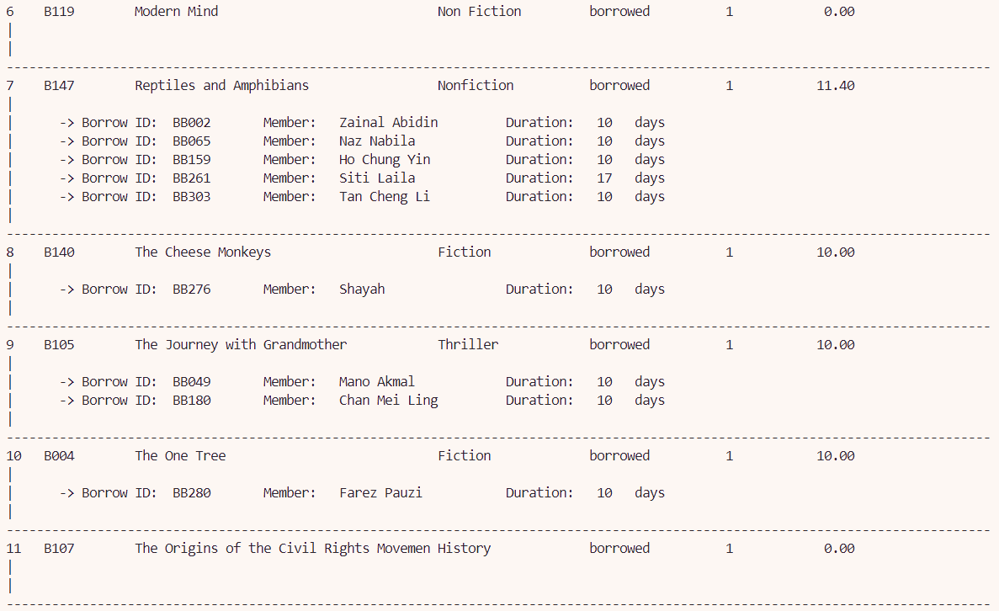 6 B119 Modern Mind Non Fiction borrowed 1 0.00
7 B147 Reptiles and Amphibians Nonfiction borrowed 1 11.40
-> Borrow ID: BB002 Member: Zainal Abidin Duration: 10 days
-> Borrow ID: BB065 Member: Naz Nabila Duration: 10 days
-> Borrow ID: BB159 Member: Ho Chung Yin Duration: 10 days
-> Borrow ID: BB261 Member: Siti Laila Duration: 17 days
-> Borrow ID: BB303 Member: Tan Cheng Li Duration: 10 days
8 B140 The Cheese Monkeys Fiction borrowed 1 10.00
-> Borrow ID: BB276 Member: Shayah Duration: 10 days
9 B105 The Journey with Grandmother Thriller borrowed 1 10.00
-> Borrow ID: BB049 Member: Mano Akmal Duration: 10 days
-> Borrow ID: BB180 Member: Chan Mei Ling Duration: 10 days
10 B004 The One Tree Fiction borrowed 1 10.00
-> Borrow ID: BB280 Member: Farez Pauzi Duration: 10 days
11 B107 The Origins of the Civil Rights Movemen History borrowed 1 0.00